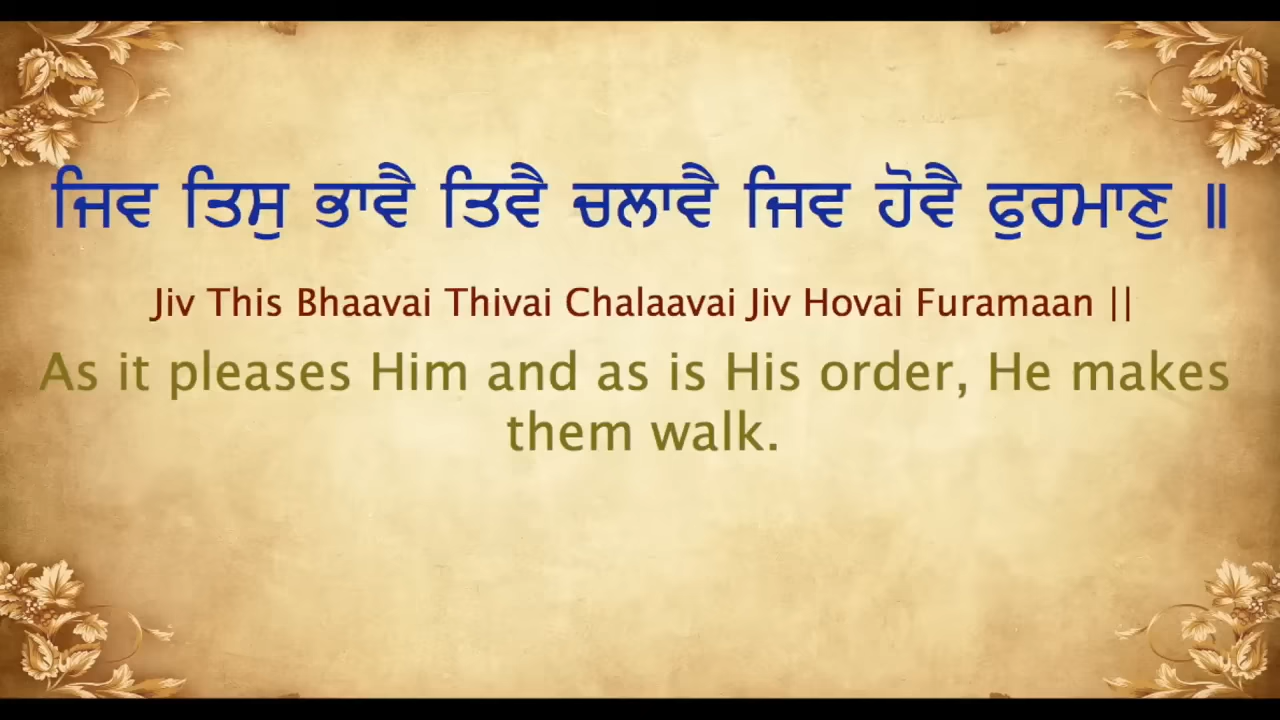 ਜਿਵ ਤਿਸੁ ਭਾਵੈ ਤਿਵੈ ਚਲਾਵੈ ਜਿਵ ਹੋਵੈ ਫੁਰਮਾਣੁ ॥
Jiv This Bhaavai Thivai Chalaavai Jiv Hovai Furamaan ||
As it pleases Him and as is His order, He makes
them walk.